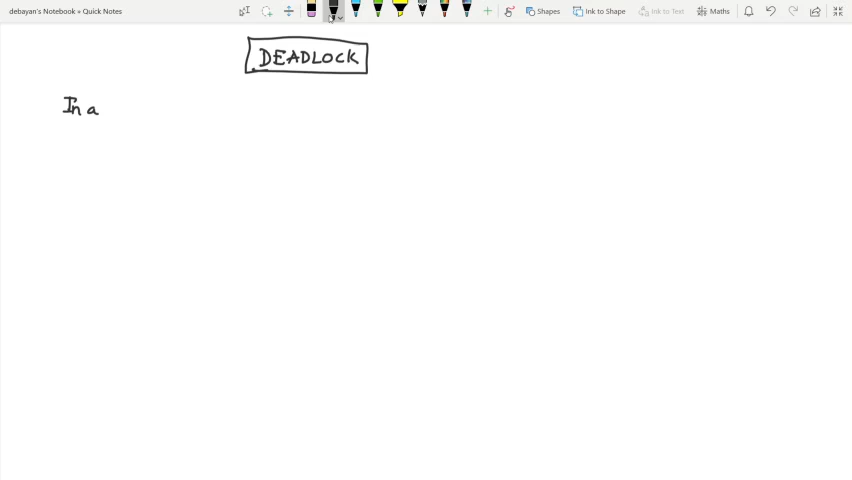 debayan's Notebook » Quick Notes
Shapes
Ink to Shape
Ink to Text
Maths
DEADLOCK
In a